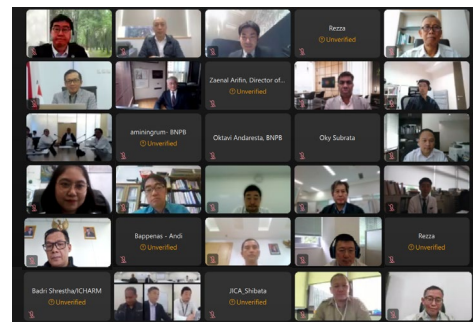 Rezza
Unverified
Zaenal Arifin, Director of...
Unverified
aminingrum- BNPB
Unverified
Oktavi Andaresta, BNPB
Oky Subrata
Bappenas - Andi
Unverified
Rezza
Unverified
Badri Shrestha/ICHARM
Unverified
JICA_Shibata
Unverified